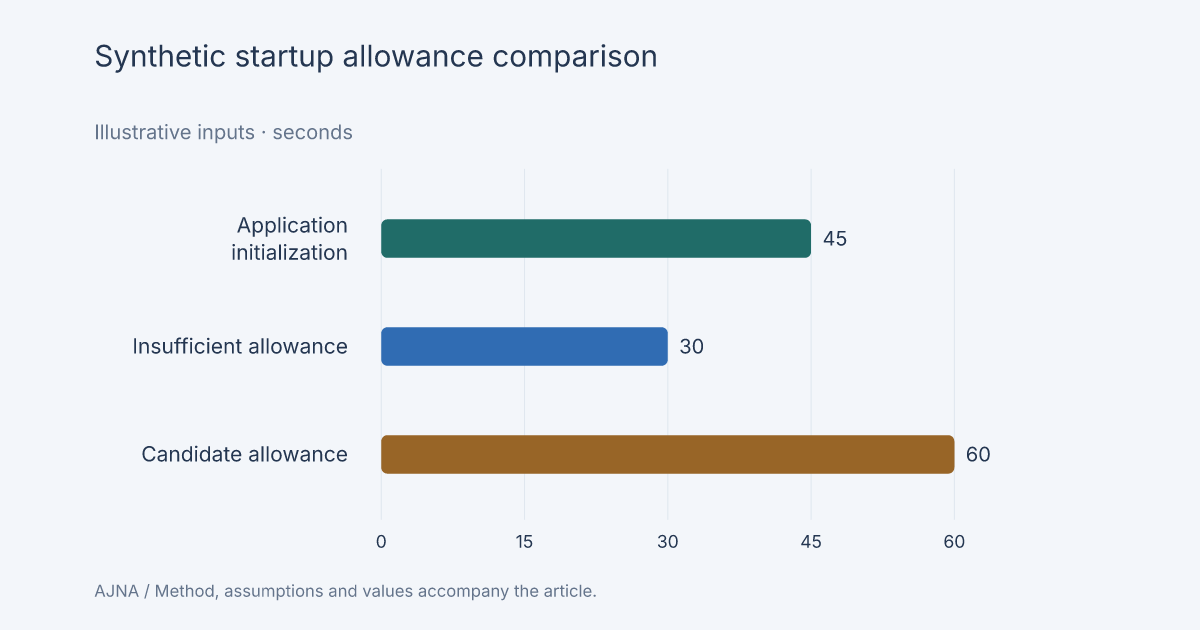 Synthetic startup allowance comparison
Illustrative inputs · seconds
Application
initialization
45
Insufficient allowance
30
Candidate allowance
60
0 15 30 45 60
AJNA / Method, assumptions and values accompany the article.